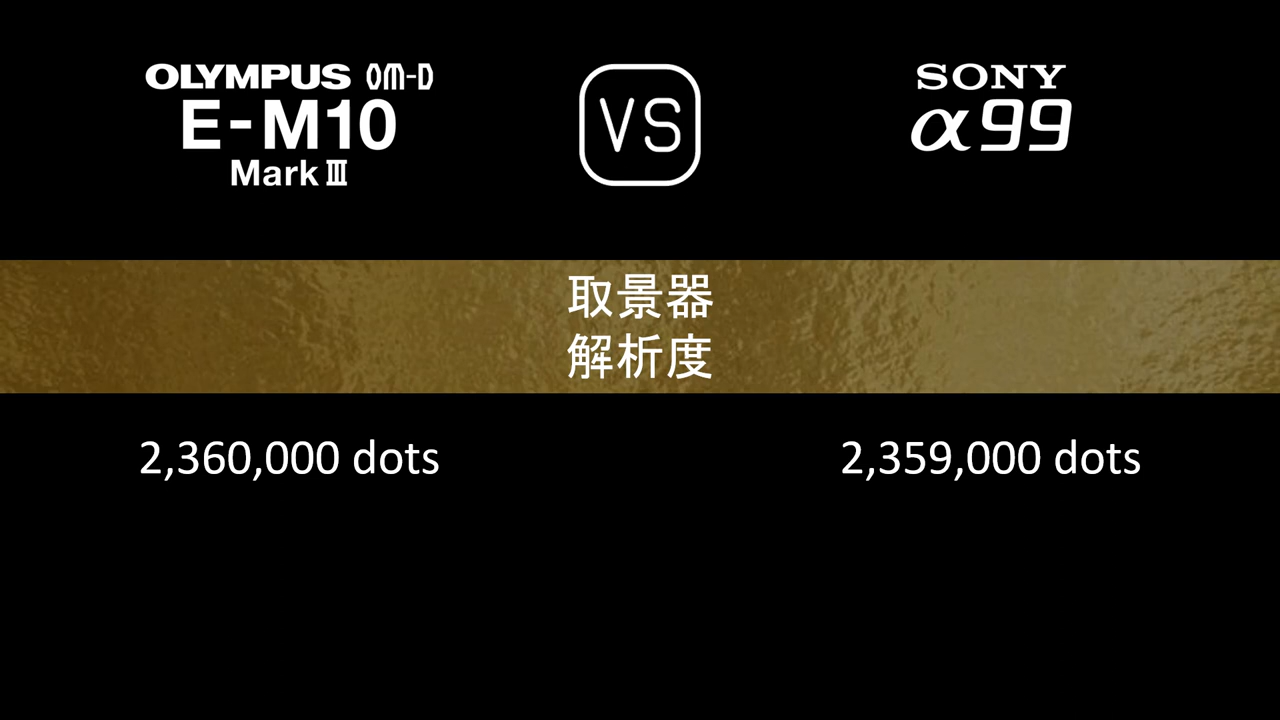 OLYMPUS OM-D
E-M10
Mark III
VS
SONY
α99
取景器
解析度
2,360,000 dots
2,359,000 dots